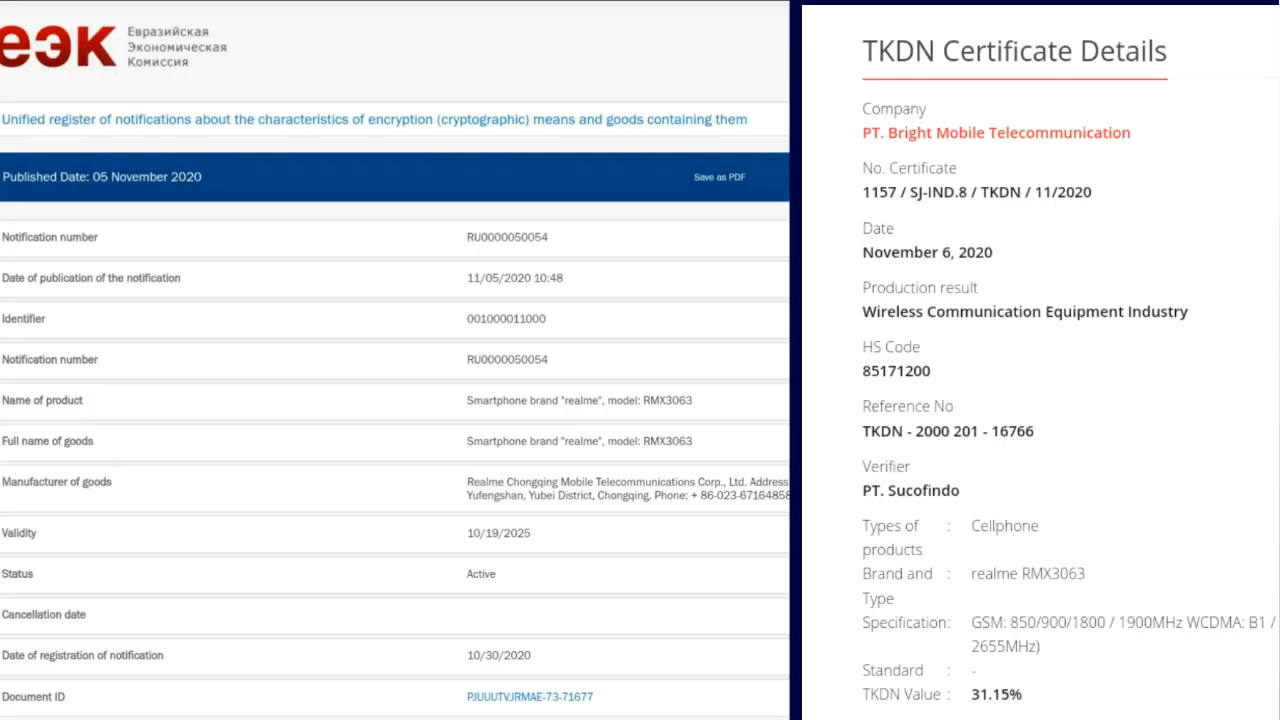 еэк
Евразийская
Экономическая
Комиссия
Unified register of notifications about the characteristics of encryption (cryptographic) means and goods containing them
Published Date: 05 November 2020 Save as PDF
Notification number RU0000050054
Date of publication of the notification 11/05/2020 10:48
Identifier 001000011000
Notification number RU0000050054
Name of product Smartphone brand "realme", model: RMX3063
Full name of goods Smartphone brand "realme", model: RMX3063
Manufacturer of goods Realme Chongqing Mobile Telecommunications Corp., Ltd. Address
Yufengshan, Yubei District, Chongqing. Phone: + 86-023-67164858
Validity 10/19/2025
Status Active
Cancellation date
Date of registration of notification 10/30/2020
Document ID PJUUUTVJRMAE-73-71677
TKDN Certificate Details
Company
PT. Bright Mobile Telecommunication
No. Certificate
1157 / SJ-IND.8 / TKDN / 11/2020
Date
November 6, 2020
Production result
Wireless Communication Equipment Industry
HS Code
85171200
Reference No
TKDN - 2000 201 - 16766
Verifier
PT. Sucofindo
Types of : Cellphone
products
Brand and : realme RMX3063
Type
Specification: GSM: 850/900/1800 / 1900MHz WCDMA: B1 /
2655MHz)
Standard : -
TKDN Value : 31.15%